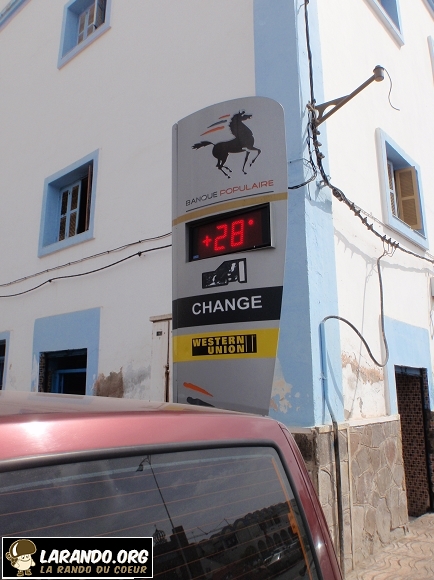 BANQUE POPULAIRE
+28°
CHANGE
WESTERN
UNION
LARANDO.ORG
LA RANDO DU COEUR